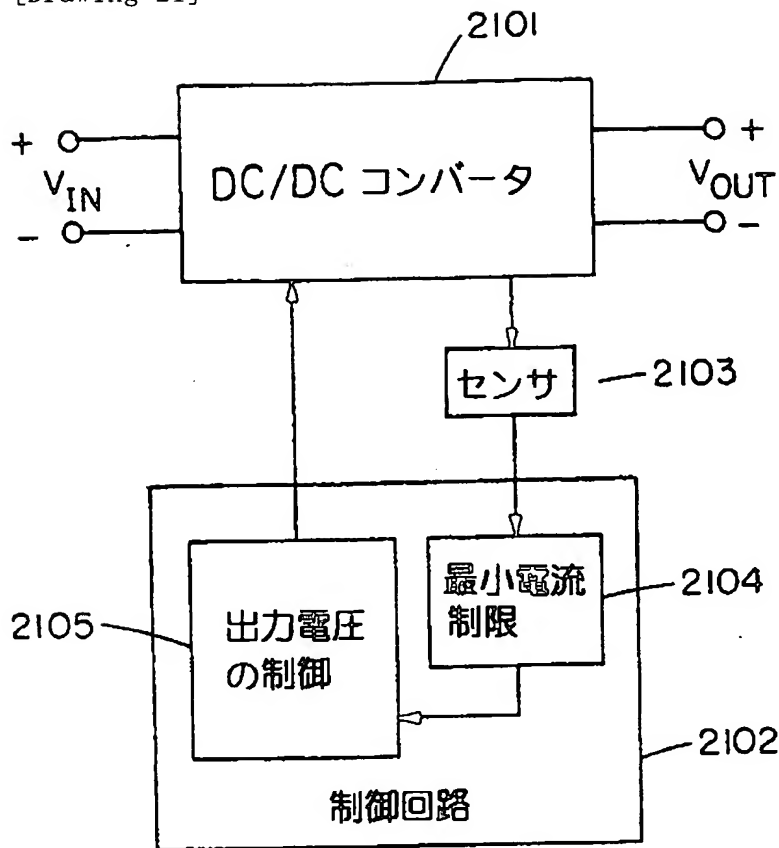 [Drawing 21]
2101
+ +
V_IN DC/DC コンバータ V_OUT
- -
センサ 2103
最小電流
制限 2104
2105 出力電圧
の制御
2102
制御回路